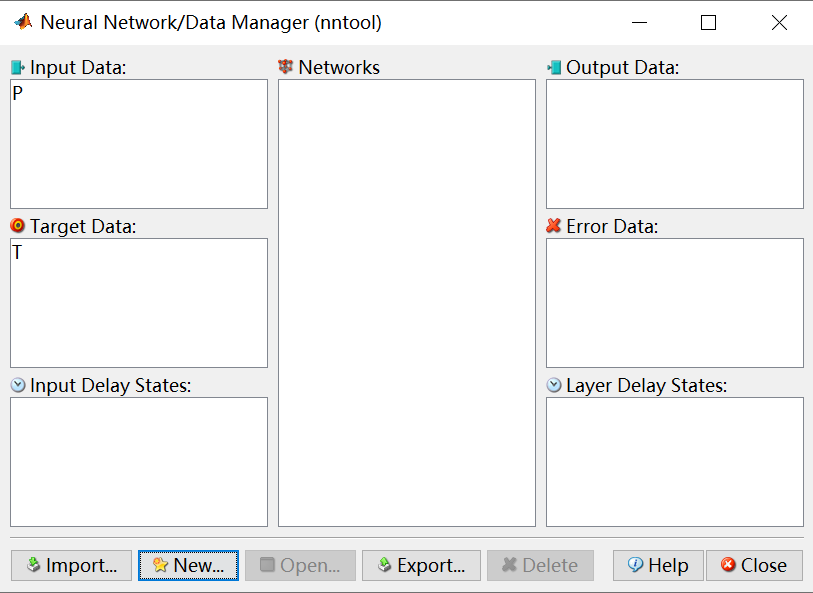 Neural Network/Data Manager (nntool)
Input Data:
P
Networks
Output Data:
Target Data:
T
Error Data:
Input Delay States:
Layer Delay States:
Import...
New...
Open...
Export...
Delete
Help
Close